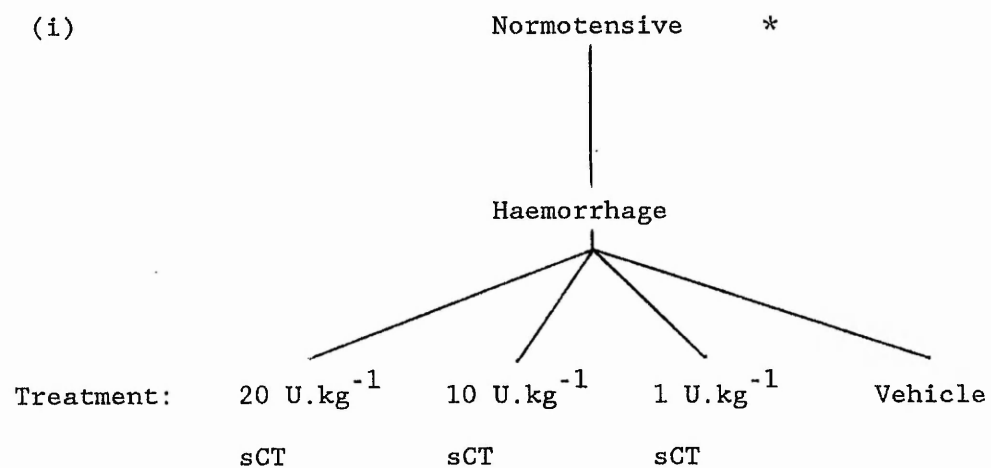 (i) Normotensive *
Haemorrhage
Treatment: 20 U.kg⁻¹ 10 U.kg⁻¹ 1 U.kg⁻¹ Vehicle
sCT sCT sCT